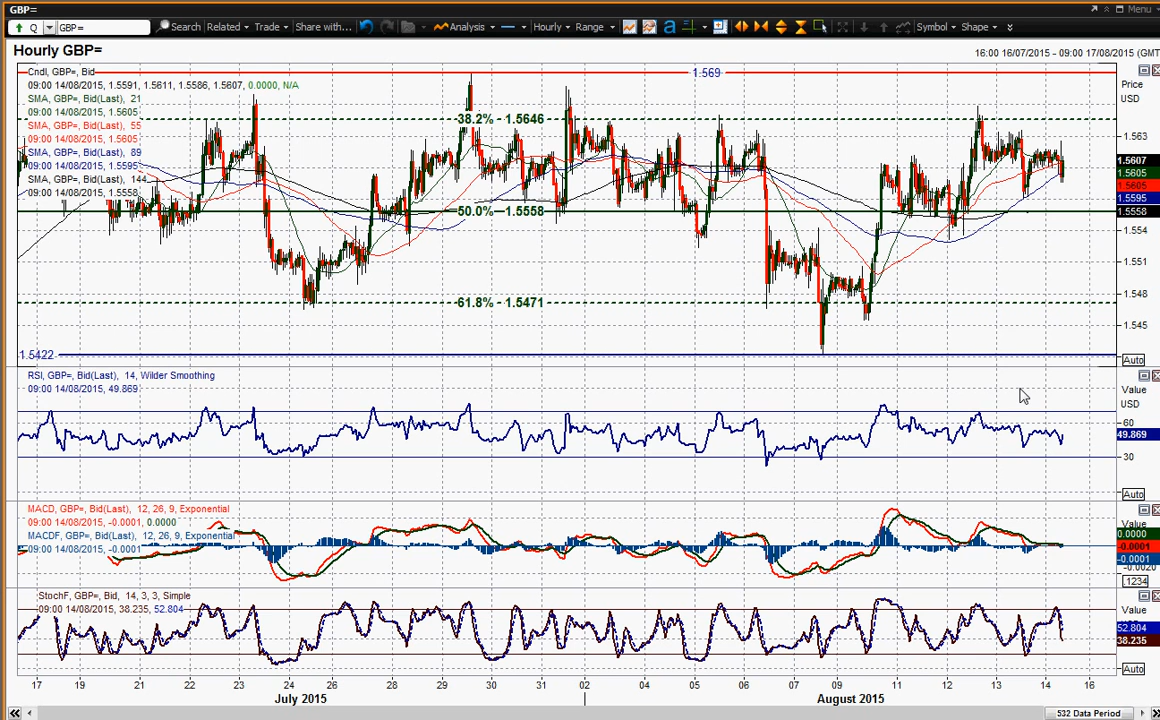 GBP=
Menu
Q GBP= Search Related Trade Share with... Analysis Hourly Range a Symbol Shape
Hourly GBP=
16:00 16/07/2015 - 09:00 17/08/2015 (GMT
Cndl, GBP=, Bid
09:00 14/08/2015, 1.5591, 1.5611, 1.5586, 1.5607, 0.0000, N/A
SMA, GBP=, Bid(Last), 21
09:00 14/08/2015, 1.5605
SMA, GBP=, Bid(Last), 55
09:00 14/08/2015, 1.5605
SMA, GBP=, Bid(Last), 89
09:00 14/08/2015, 1.5595
SMA, GBP=, Bid(Last), 144
09:00 14/08/2015, 1.5558
1.569
38.2% - 1.5646
50.0% - 1.5558
61.8% - 1.5471
1.5422
Price
USD
1.563
1.5607
1.5605
1.5605
1.5595
1.5558
1.554
1.551
1.548
1.545
Auto
RSI, GBP=, Bid(Last), 14, Wilder Smoothing
09:00 14/08/2015, 49.869
Value
USD
60
49.869
30
Auto
MACD, GBP=, Bid(Last), 12, 26, 9, Exponential
09:00 14/08/2015, -0.0001, 0.0000
MACDF, GBP=, Bid(Last), 12, 26, 9, Exponential
09:00 14/08/2015, -0.0001
Value
0.0000
-0.0001
-0.0001
-0.0020
1234
StochF, GBP=, Bid, 14, 3, 3, Simple
09:00 14/08/2015, 38.235, 52.804
Value
52.804
38.235
Auto
17 20 21 22 23 24 27 28 29 30 31 02 04 05 06 07 10 11 12 13 14 16
July 2015 August 2015
532 Data Period